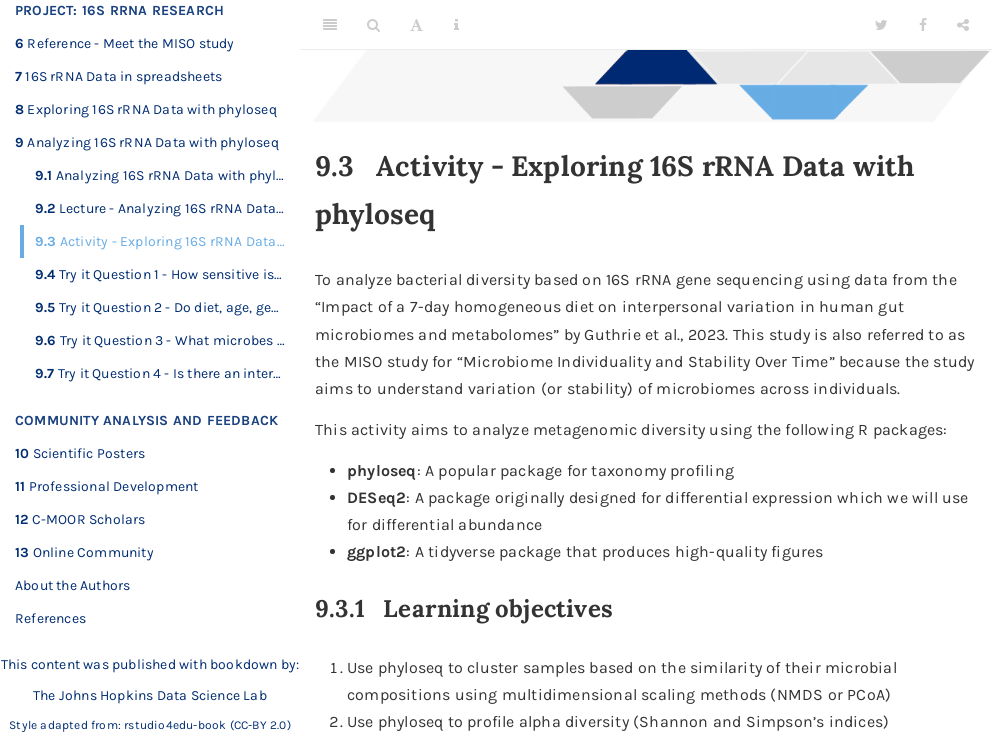 PROJECT: 16S RRNA RESEARCH
6 Reference - Meet the MISO study
7 16S rRNA Data in spreadsheets
8 Exploring 16S rRNA Data with phyloseq
9 Analyzing 16S rRNA Data with phyloseq
9.1 Analyzing 16S rRNA Data with phyl...
9.2 Lecture - Analyzing 16S rRNA Data...
9.3 Activity - Exploring 16S rRNA Data...
9.4 Try it Question 1 - How sensitive is...
9.5 Try it Question 2 - Do diet, age, ge...
9.6 Try it Question 3 - What microbes ...
9.7 Try it Question 4 - Is there an inter...
COMMUNITY ANALYSIS AND FEEDBACK
10 Scientific Posters
11 Professional Development
12 C-MOOR Scholars
13 Online Community
About the Authors
References
This content was published with bookdown by:
The Johns Hopkins Data Science Lab
Style adapted from: rstudio4edu-book (CC-BY 2.0)
9.3 Activity - Exploring 16S rRNA Data with
phyloseq
To analyze bacterial diversity based on 16S rRNA gene sequencing using data from the
“Impact of a 7-day homogeneous diet on interpersonal variation in human gut
microbiomes and metabolomes” by Guthrie et al., 2023. This study is also referred to as
the MISO study for “Microbiome Individuality and Stability Over Time” because the study
aims to understand variation (or stability) of microbiomes across individuals.
This activity aims to analyze metagenomic diversity using the following R packages:
• phyloseq: A popular package for taxonomy profiling
• DESeq2: A package originally designed for differential expression which we will use
for differential abundance
• ggplot2: A tidyverse package that produces high-quality figures
9.3.1 Learning objectives
1. Use phyloseq to cluster samples based on the similarity of their microbial
compositions using multidimensional scaling methods (NMDS or PCoA)
2. Use phyloseq to profile alpha diversity (Shannon and Simpson’s indices)